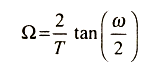 Ω = 2/T tan(ω/2)